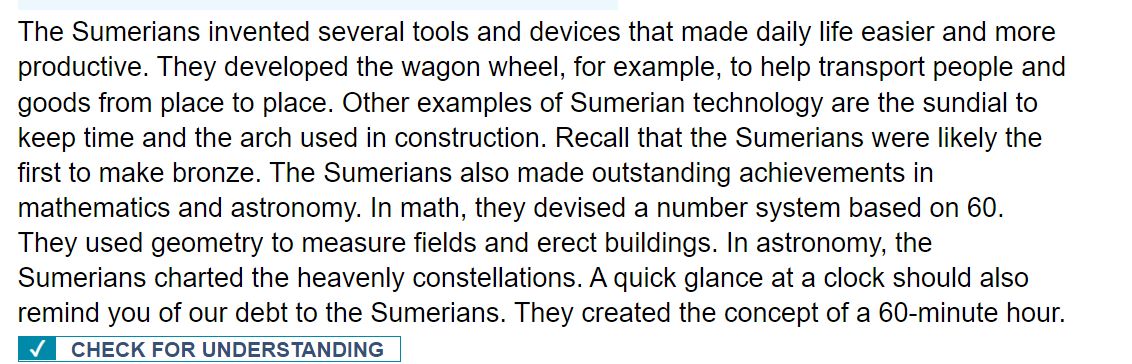 The Sumerians invented several tools and devices that made daily life easier and more
productive. They developed the wagon wheel, for example, to help transport people and
goods from place to place. Other examples of Sumerian technology are the sundial to
keep time and the arch used in construction. Recall that the Sumerians were likely the
first to make bronze. The Sumerians also made outstanding achievements in
mathematics and astronomy. In math, they devised a number system based on 60.
They used geometry to measure fields and erect buildings. In astronomy, the
Sumerians charted the heavenly constellations. A quick glance at a clock should also
remind you of our debt to the Sumerians. They created the concept of a 60-minute hour.
✓ CHECK FOR UNDERSTANDING